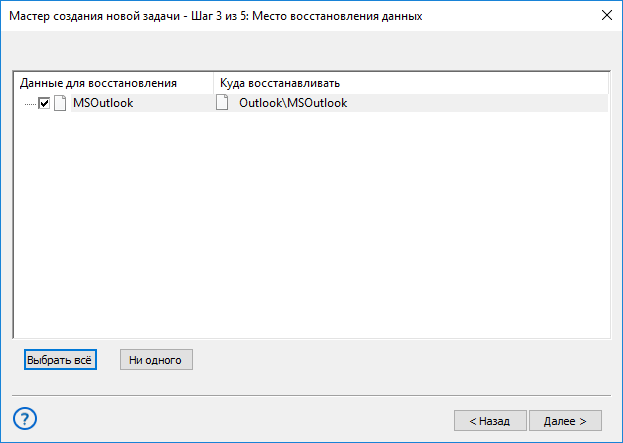 Мастер создания новой задачи - Шаг 3 из 5: Место восстановления данных
Данные для восстановления Куда восстанавливать
MSOutlook Outlook\MSOutlook
Выбрать всё Ни одного
? < Назад Далее >